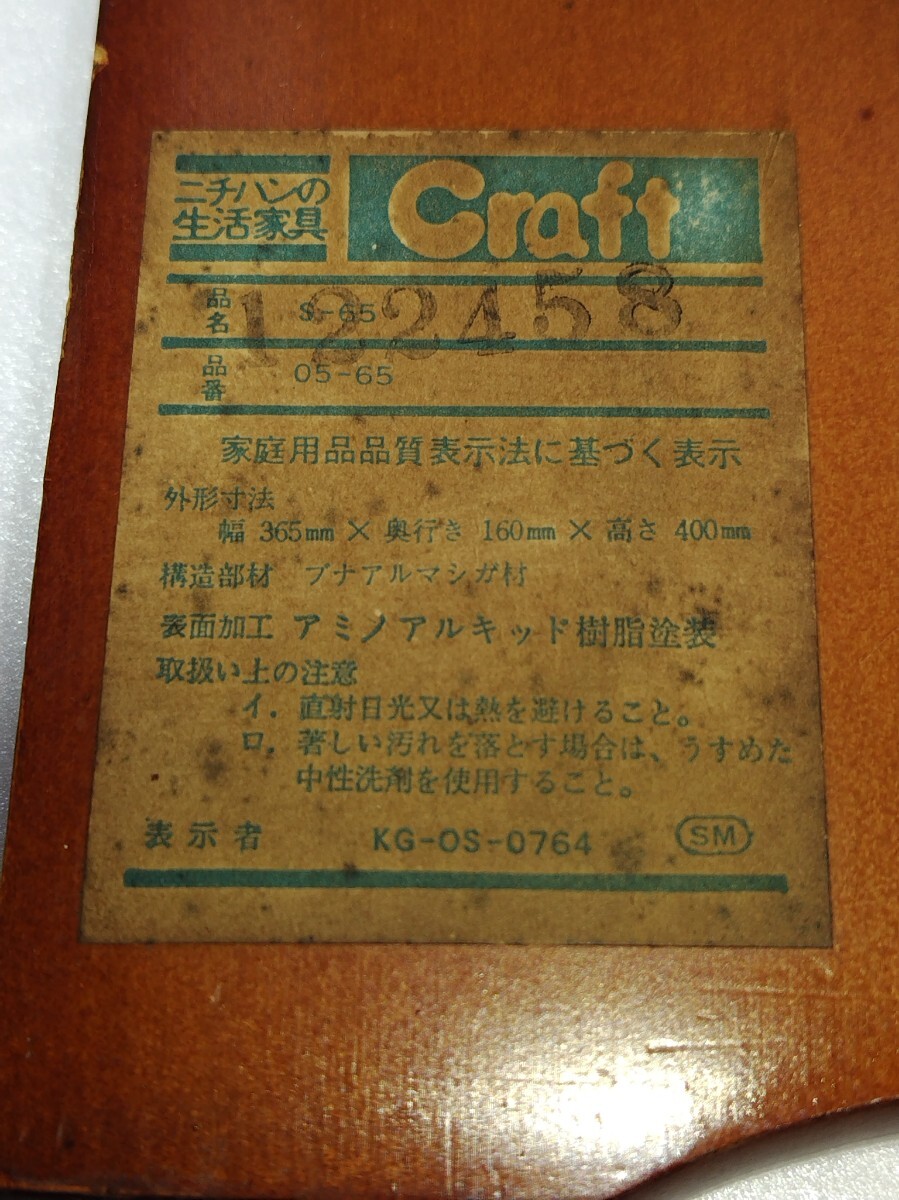 ニチハンの
生活家具
Craft
122458
品名 S-65
品番 05-65
家庭用品品質表示法に基づく表示
外形寸法
幅 365mm × 奥行き 160mm × 高さ 400mm
構造部材 ブナアルマシガ材
表面加工 アミノアルキッド樹脂塗装
取扱い上の注意
イ. 直射日光又は熱を避けること。
ロ. 著しい汚れを落とす場合は、うすめた
中性洗剤を使用すること。
表示者 KG-OS-0764 SM